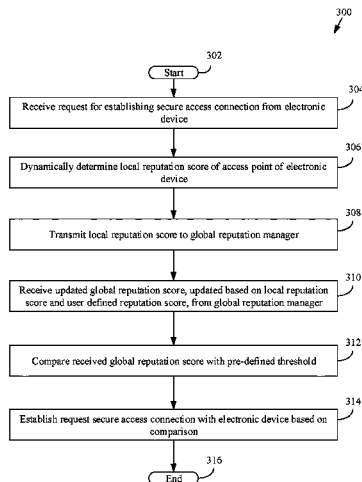 300
302
Start
304
Receive request for establishing secure access connection from electronic
device
306
Dynamically determine local reputation score of access point of electronic
device
308
Transmit local reputation score to global reputation manager
310
Receive updated global reputation score, updated based on local reputation
score and user defined reputation score, from global reputation manager
312
Compare received global reputation score with pre-defined threshold
314
Establish request secure access connection with electronic device based on
comparison
316
End